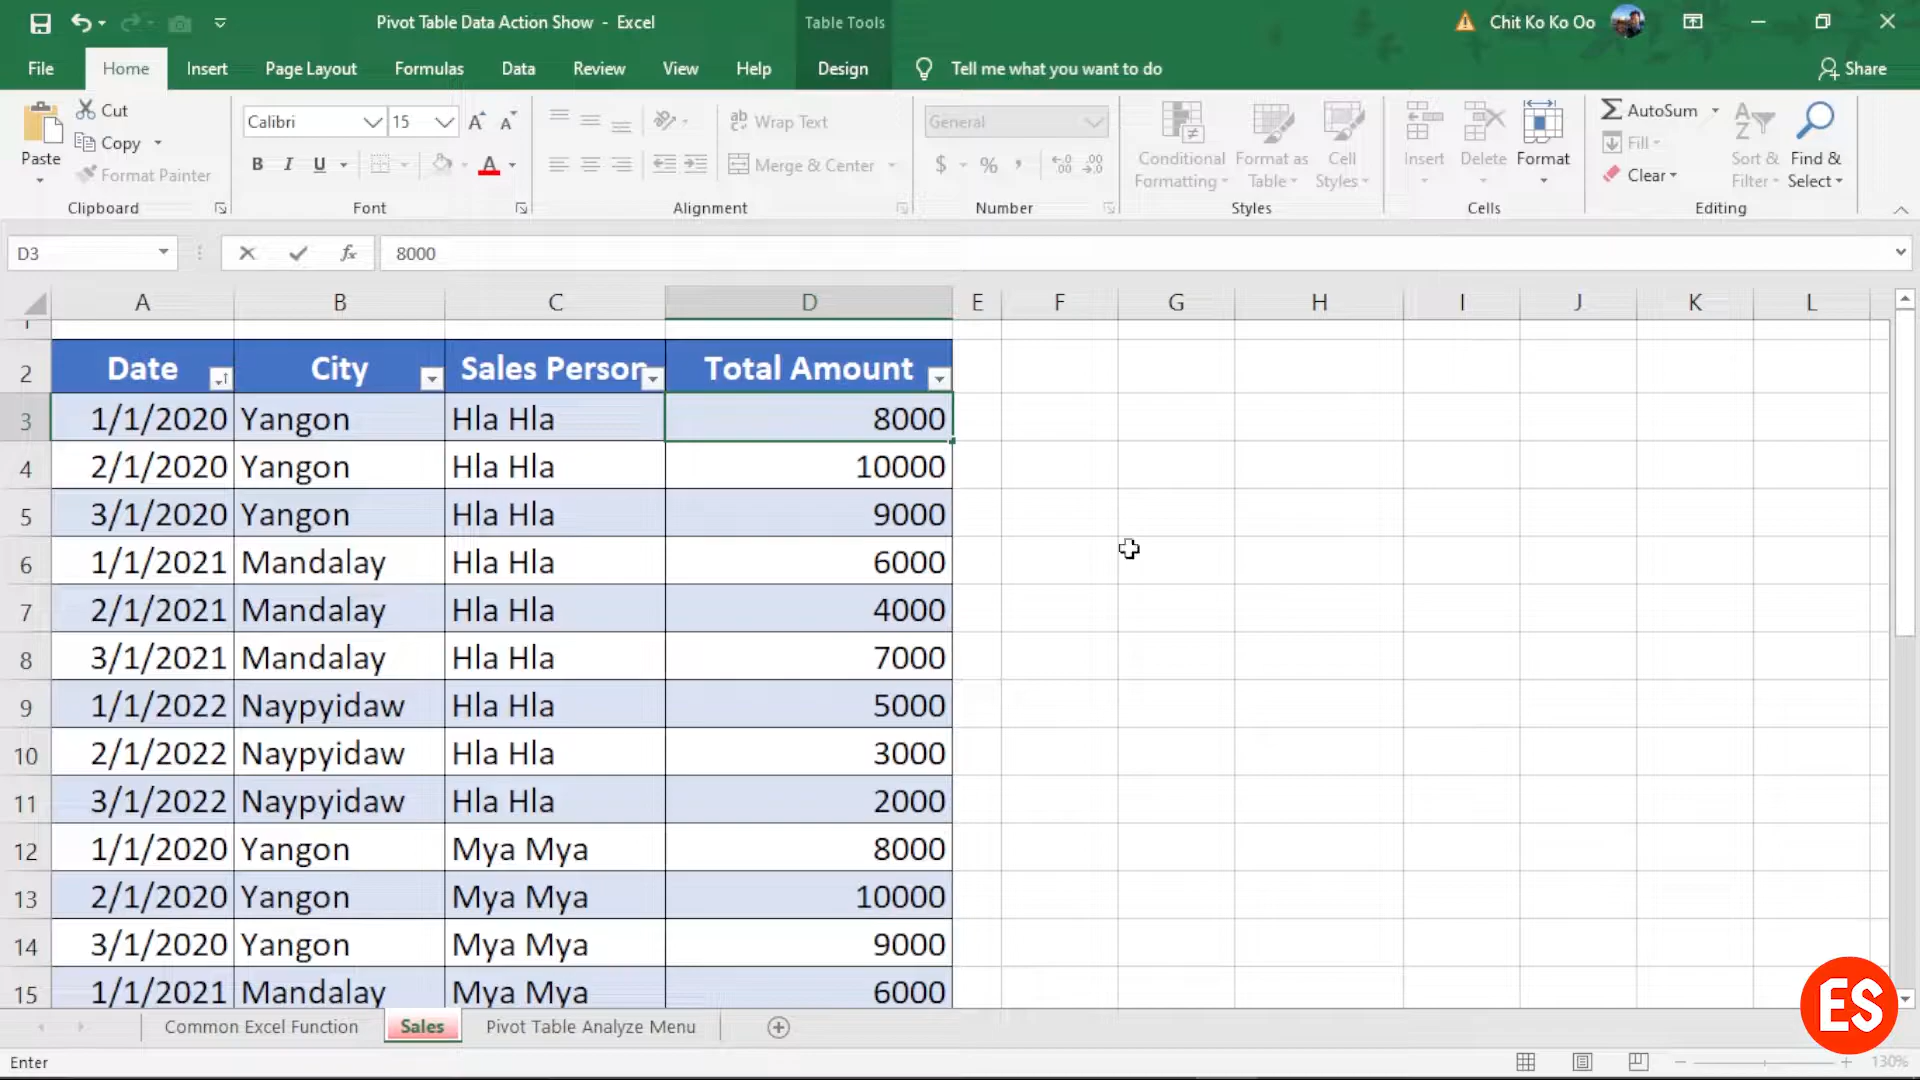 Pivot Table Data Action Show - Excel
Table Tools
Chit Ko Ko Oo
File Home Insert Page Layout Formulas Data Review View Help Design Tell me what you want to do Share
Paste
Cut
Copy
Format Painter
Clipboard
Calibri 15
B I U A
Font
Wrap Text
Merge & Center
Alignment
General
$ %
Number
Conditional Formatting
Format as Table
Cell Styles
Styles
Insert Delete Format
Cells
AutoSum
Fill
Clear
Sort & Filter
Find & Select
Editing
D3 fx 8000
A B C D E F G H I J K L
1
2 Date City Sales Person Total Amount
3 1/1/2020 Yangon Hla Hla 8000
4 2/1/2020 Yangon Hla Hla 10000
5 3/1/2020 Yangon Hla Hla 9000
6 1/1/2021 Mandalay Hla Hla 6000
7 2/1/2021 Mandalay Hla Hla 4000
8 3/1/2021 Mandalay Hla Hla 7000
9 1/1/2022 Naypyidaw Hla Hla 5000
10 2/1/2022 Naypyidaw Hla Hla 3000
11 3/1/2022 Naypyidaw Hla Hla 2000
12 1/1/2020 Yangon Mya Mya 8000
13 2/1/2020 Yangon Mya Mya 10000
14 3/1/2020 Yangon Mya Mya 9000
15 1/1/2021 Mandalay Mya Mya 6000
Common Excel Function Sales Pivot Table Analyze Menu
ES
Enter
130%